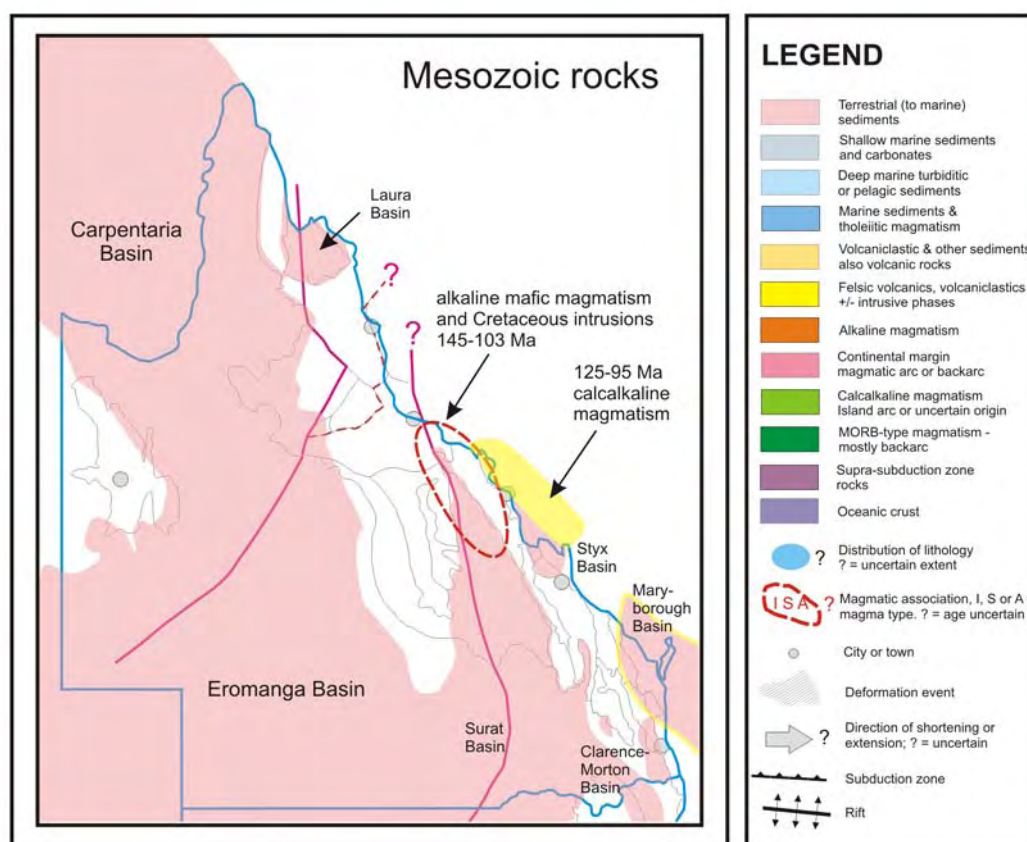 Mesozoic rocks
Laura
Basin
Carpentaria
Basin
?
alkaline mafic magmatism
and Cretaceous intrusions
145-103 Ma
?
125-95 Ma
calcalkaline
magmatism
Styx
Basin
Mary-
borough
Basin
Eromanga Basin
Surat
Basin
Clarence-
Morton
Basin
LEGEND
Terrestrial (to marine)
sediments
Shallow marine sediments
and carbonates
Deep marine turbiditic
or pelagic sediments
Marine sediments &
tholeiitic magmatism
Volcaniclastic & other sediments
also volcanic rocks
Felsic volcanics, volcaniclastics
+/- intrusive phases
Alkaline magmatism
Continental margin
magmatic arc or backarc
Calcalkaline magmatism
Island arc or uncertain origin
MORB-type magmatism -
mostly backarc
Supra-subduction zone
rocks
Oceanic crust
? Distribution of lithology
? = uncertain extent
I S A ? Magmatic association, I, S or A
magma type. ? = age uncertain
City or town
Deformation event
? Direction of shortening or
extension; ? = uncertain
Subduction zone
Rift